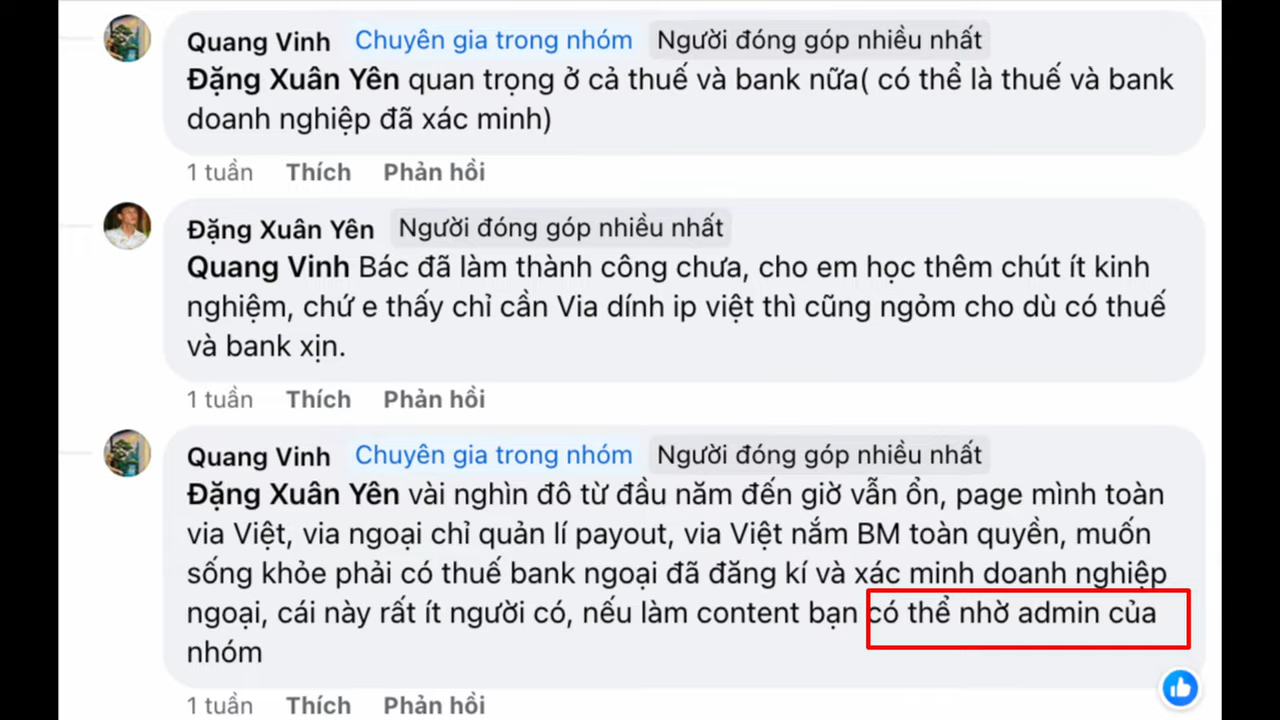 Quang Vinh Chuyên gia trong nhóm Người đóng góp nhiều nhất
Đặng Xuân Yên quan trọng ở cả thuế và bank nữa( có thể là thuế và bank
doanh nghiệp đã xác minh)
1 tuần Thích Phản hồi
Đặng Xuân Yên Người đóng góp nhiều nhất
Quang Vinh Bác đã làm thành công chưa, cho em học thêm chút ít kinh
nghiệm, chứ e thấy chỉ cần Via dính ip việt thì cũng ngỏm cho dù có thuế
và bank xịn.
1 tuần Thích Phản hồi
Quang Vinh Chuyên gia trong nhóm Người đóng góp nhiều nhất
Đặng Xuân Yên vài nghìn đô từ đầu năm đến giờ vẫn ổn, page mình toàn
via Việt, via ngoại chỉ quản lí payout, via Việt nắm BM toàn quyền, muốn
sống khỏe phải có thuế bank ngoại đã đăng kí và xác minh doanh nghiệp
ngoại, cái này rất ít người có, nếu làm content bạn có thể nhờ admin của
nhóm
1 tuần Thích Phản hồi